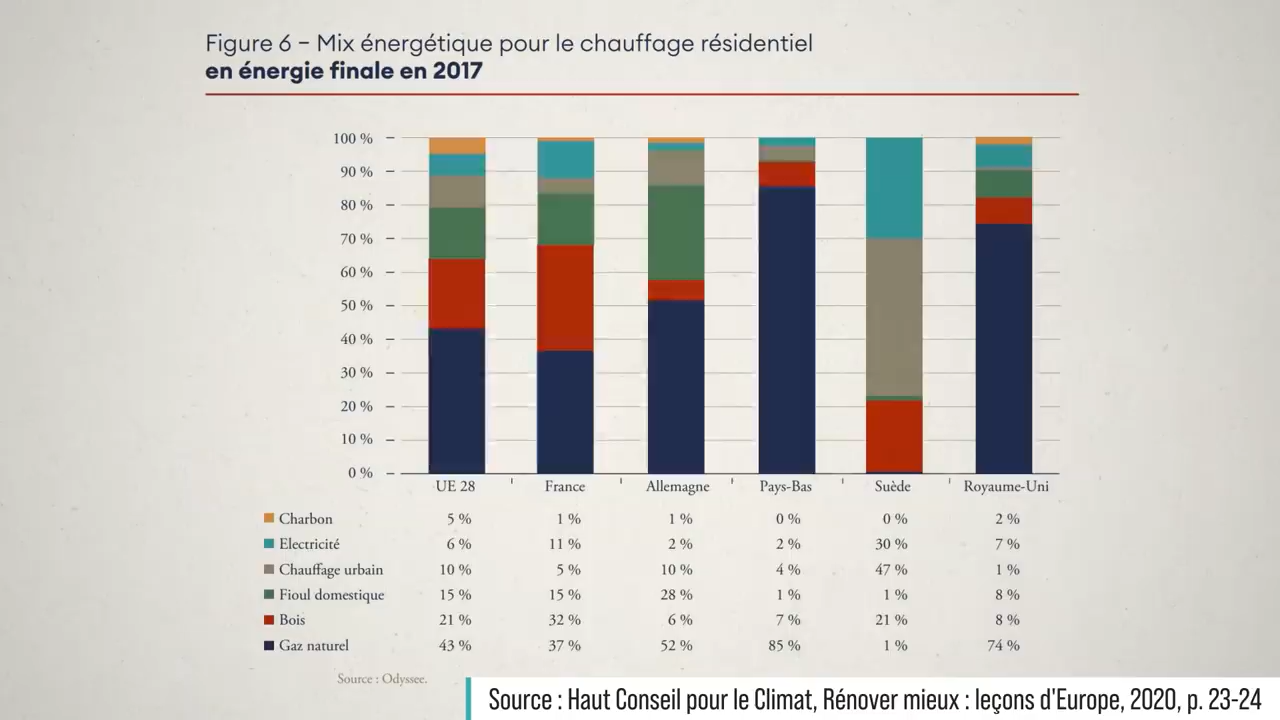 Figure 6 – Mix énergétique pour le chauffage résidentiel
en énergie finale en 2017
100 %
90 %
80 %
70 %
60 %
50 %
40 %
30 %
20 %
10 %
0 %
UE 28 France Allemagne Pays-Bas Suède Royaume-Uni
Charbon 5 % 1 % 1 % 0 % 0 % 2 %
Electricité 6 % 11 % 2 % 2 % 30 % 7 %
Chauffage urbain 10 % 5 % 10 % 4 % 47 % 1 %
Fioul domestique 15 % 15 % 28 % 1 % 1 % 8 %
Bois 21 % 32 % 6 % 7 % 21 % 8 %
Gaz naturel 43 % 37 % 52 % 85 % 1 % 74 %
Source : Odyssee.
Source : Haut Conseil pour le Climat, Rénover mieux : leçons d'Europe, 2020, p. 23-24